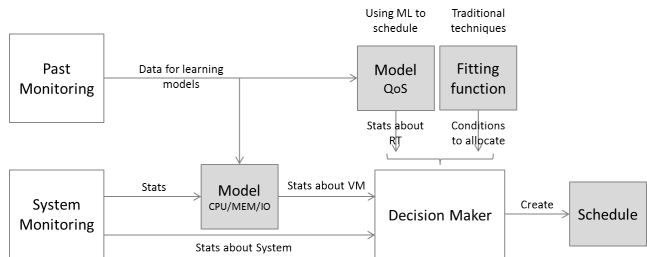 Using ML to
schedule
Traditional
techniques
Past
Monitoring
Data for learning
models
Model
QoS
Fitting
function
Stats about
RT
Conditions
to allocate
System
Monitoring
Stats
Model
CPU/MEM/IO
Stats about VM
Decision Maker
Create
Schedule
Stats about System